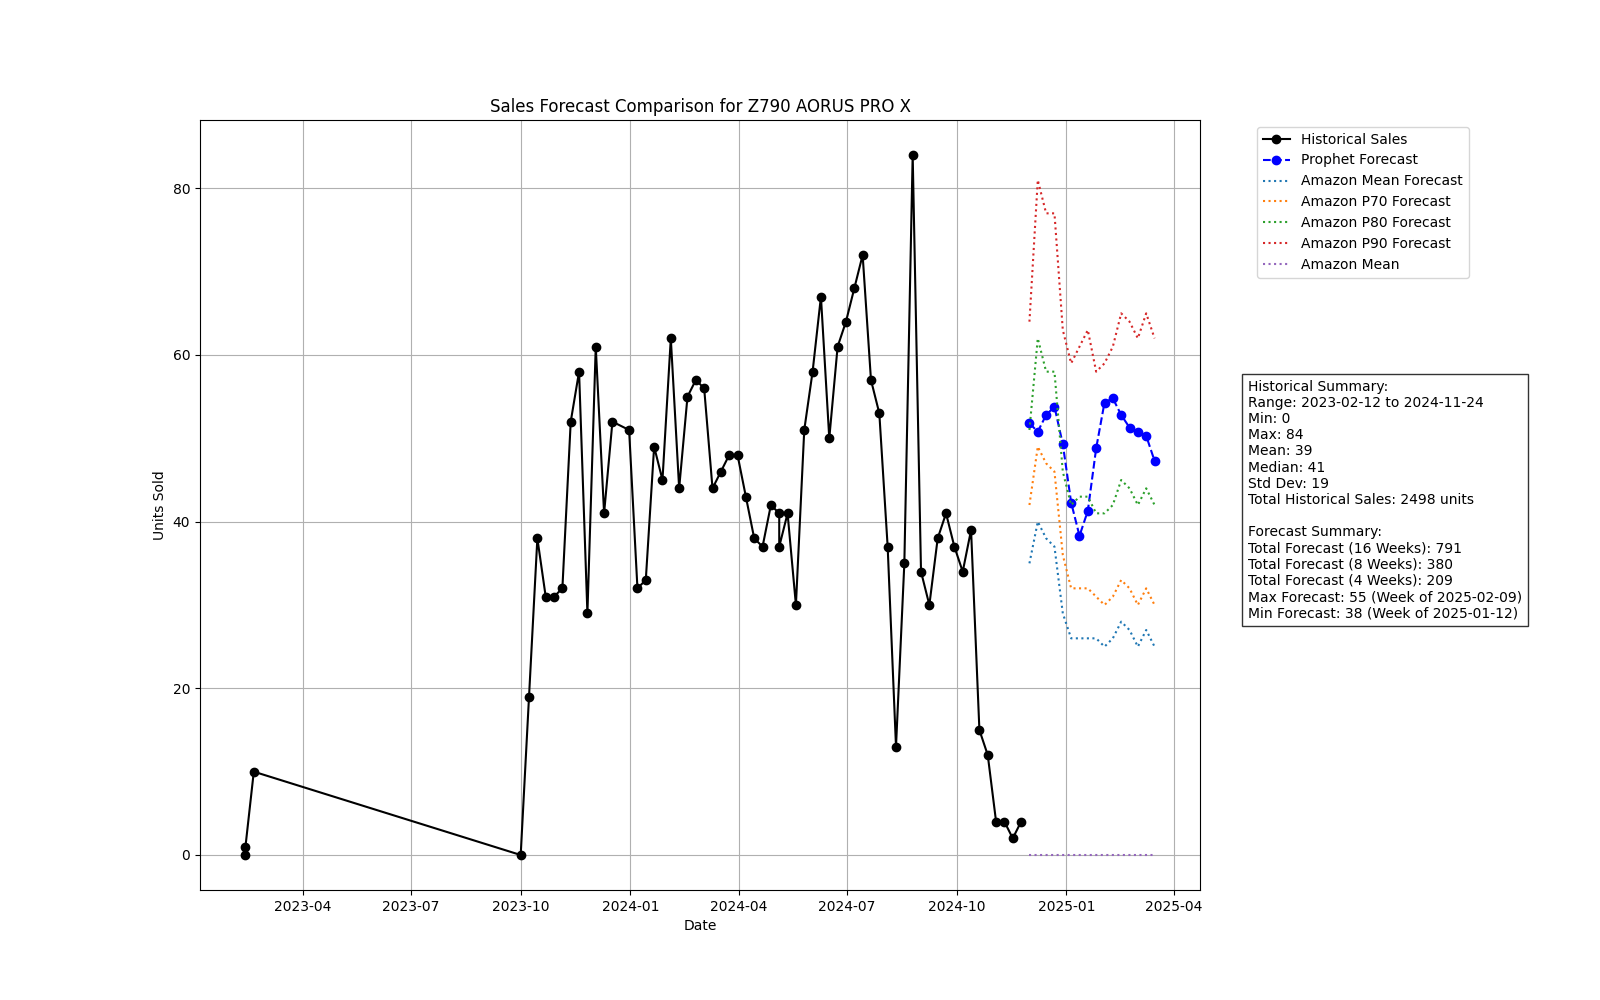 Sales Forecast Comparison for Z790 AORUS PRO X
Historical Sales
Prophet Forecast
Amazon Mean Forecast
Amazon P70 Forecast
Amazon P80 Forecast
Amazon P90 Forecast
Amazon Mean
80
60
40
20
0
Units Sold
2023-04
2023-07
2023-10
2024-01
2024-04
2024-07
2024-10
2025-01
2025-04
Date
Historical Summary:
Range: 2023-02-12 to 2024-11-24
Min: 0
Max: 84
Mean: 39
Median: 41
Std Dev: 19
Total Historical Sales: 2498 units
Forecast Summary:
Total Forecast (16 Weeks): 791
Total Forecast (8 Weeks): 380
Total Forecast (4 Weeks): 209
Max Forecast: 55 (Week of 2025-02-09)
Min Forecast: 38 (Week of 2025-01-12)